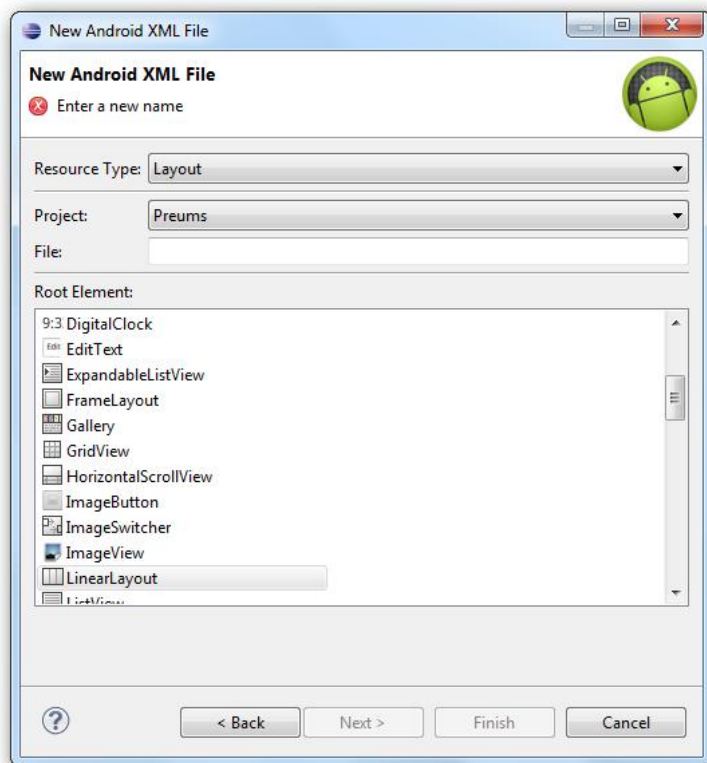 New Android XML File
New Android XML File
Enter a new name
Resource Type: Layout
Project: Preums
File:
Root Element:
9:3 DigitalClock
Edit EditText
ExpandableListView
FrameLayout
Gallery
GridView
HorizontalScrollView
ImageButton
ImageSwitcher
ImageView
LinearLayout
ListView
< Back Next > Finish Cancel